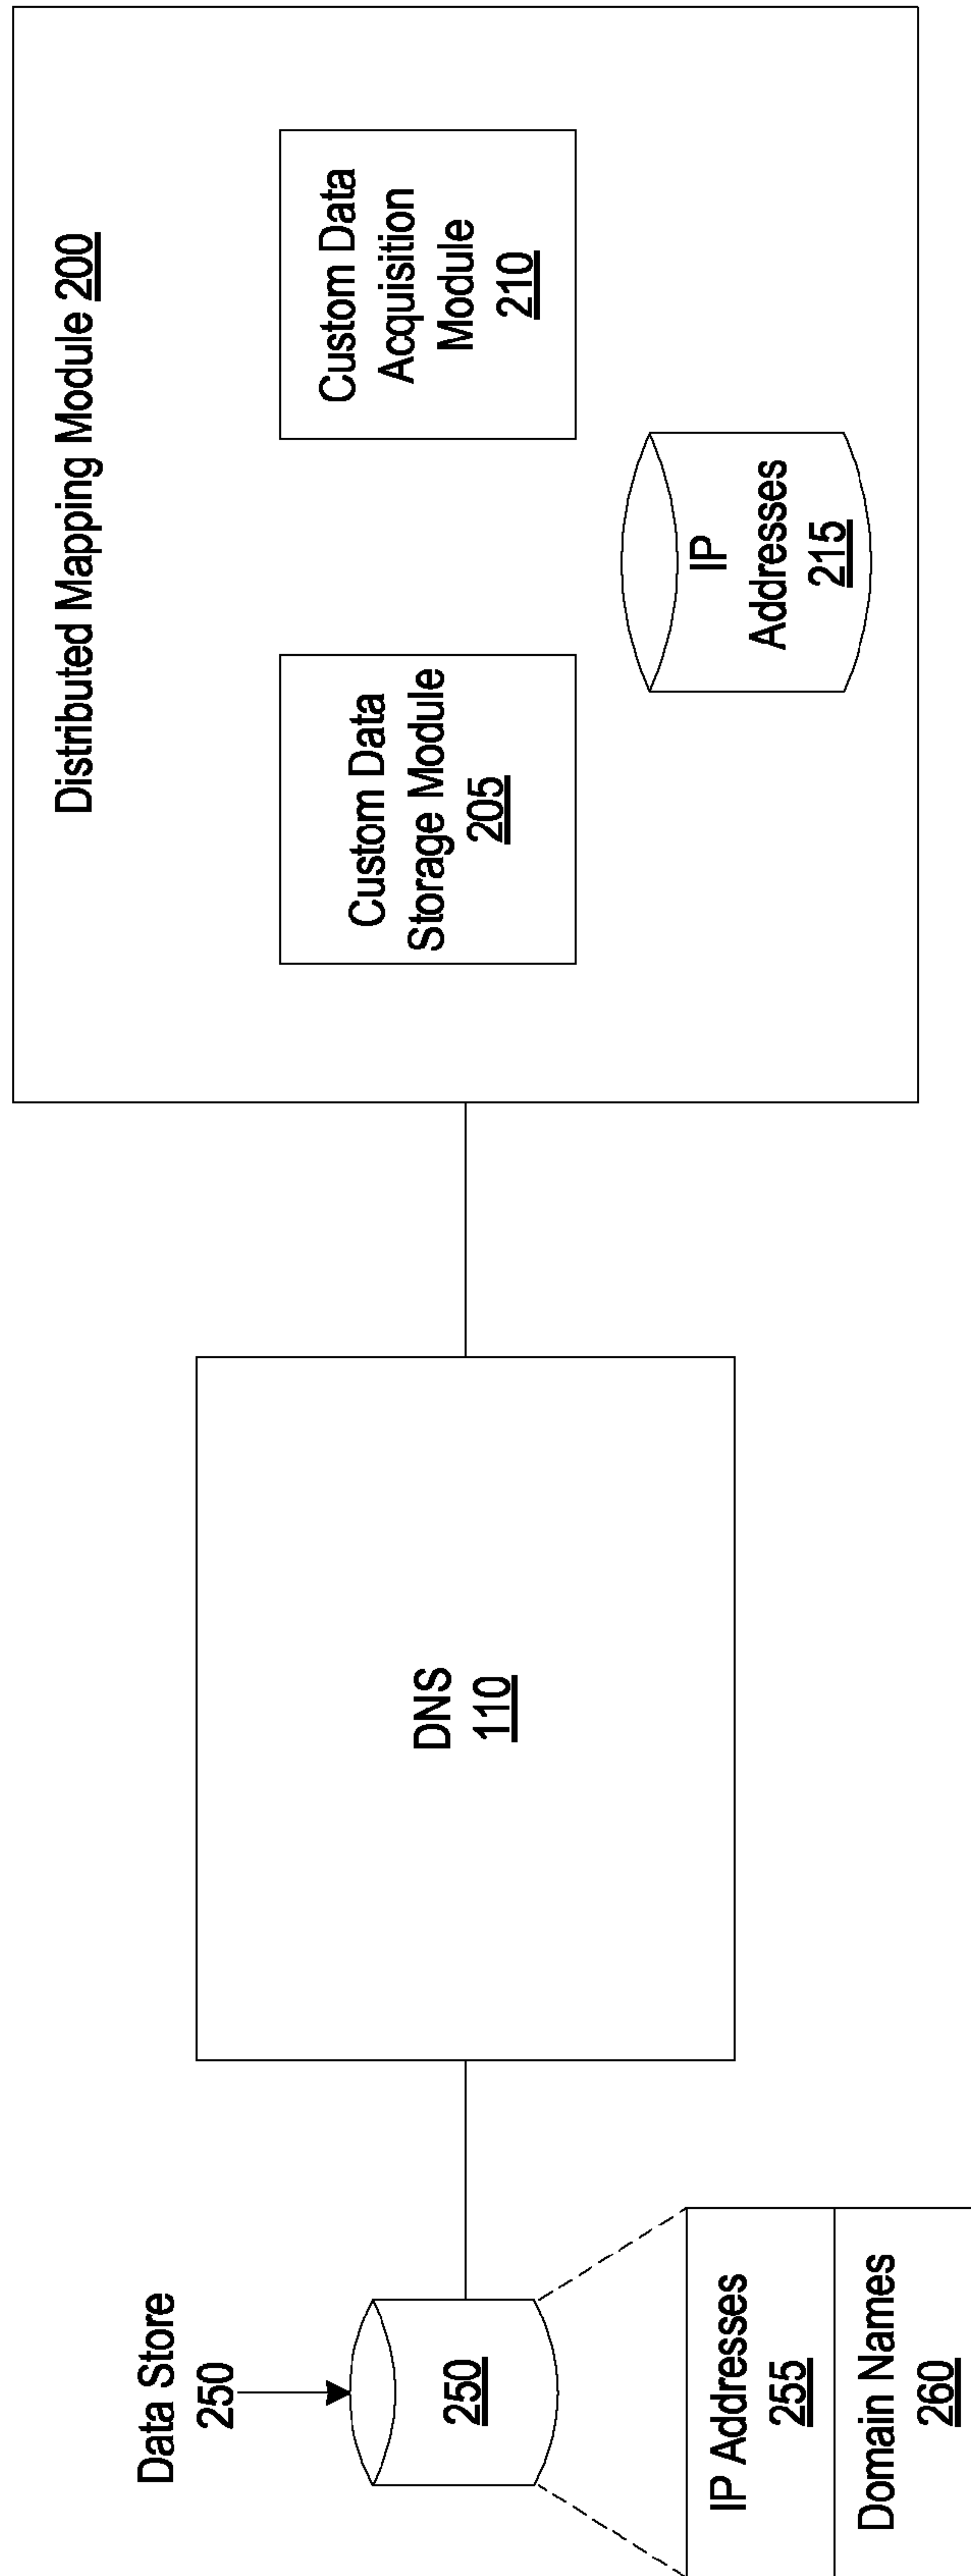 Data Store
250
250
IP Addresses
255
Domain Names
260
DNS
110
Distributed Mapping Module 200
Custom Data
Storage Module
205
Custom Data
Acquisition
Module
210
IP
Addresses
215